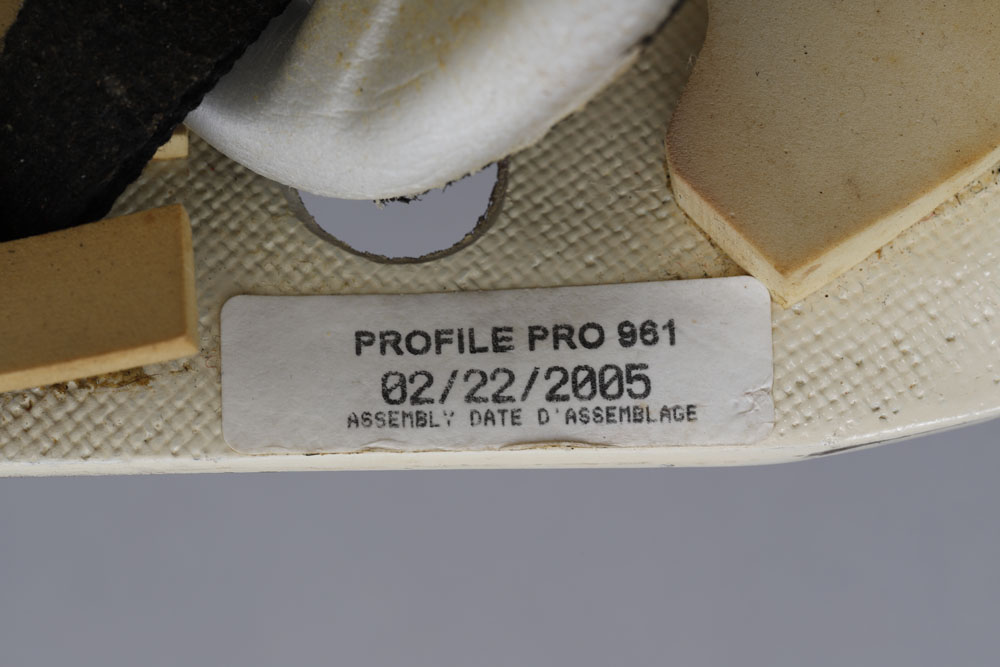 PROFILE PRO 961
02/22/2005
ASSEMBLY DATE D'ASSEMBLAGE